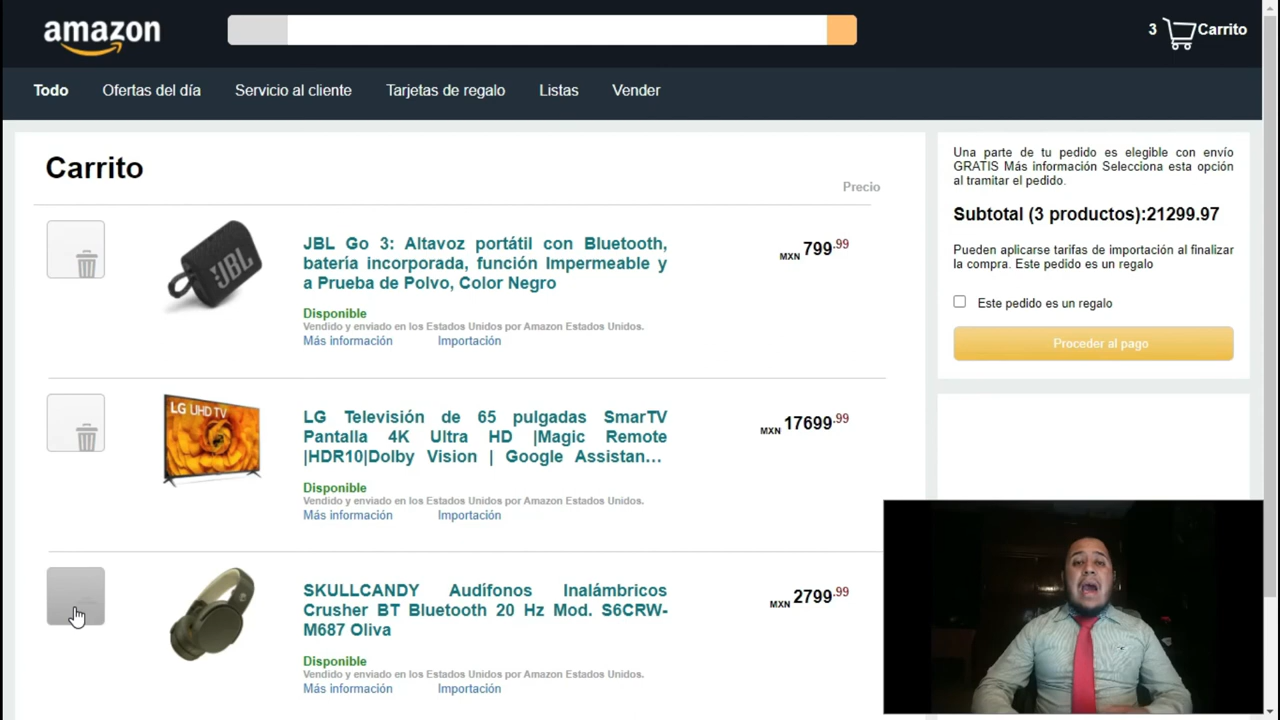 amazon
3 Carrito
Todo Ofertas del día Servicio al cliente Tarjetas de regalo Listas Vender
Carrito
Precio
JBL Go 3: Altavoz portátil con Bluetooth,
batería incorporada, función Impermeable y
a Prueba de Polvo, Color Negro
MXN 799.99
JBL
Disponible
Vendido y enviado en los Estados Unidos por Amazon Estados Unidos.
Más información Importación
LG UHD TV
LG Televisión de 65 pulgadas SmarTV
Pantalla 4K Ultra HD |Magic Remote
|HDR10|Dolby Vision | Google Assistan...
MXN 17699.99
Disponible
Vendido y enviado en los Estados Unidos por Amazon Estados Unidos.
Más información Importación
SKULLCANDY Audífonos Inalámbricos
Crusher BT Bluetooth 20 Hz Mod. S6CRW-
M687 Oliva
MXN 2799.99
Disponible
Vendido y enviado en los Estados Unidos por Amazon Estados Unidos.
Más información Importación
Una parte de tu pedido es elegible con envío
GRATIS Más información Selecciona esta opción
al tramitar el pedido.
Subtotal (3 productos):21299.97
Pueden aplicarse tarifas de importación al finalizar
la compra. Este pedido es un regalo
Este pedido es un regalo
Proceder al pago